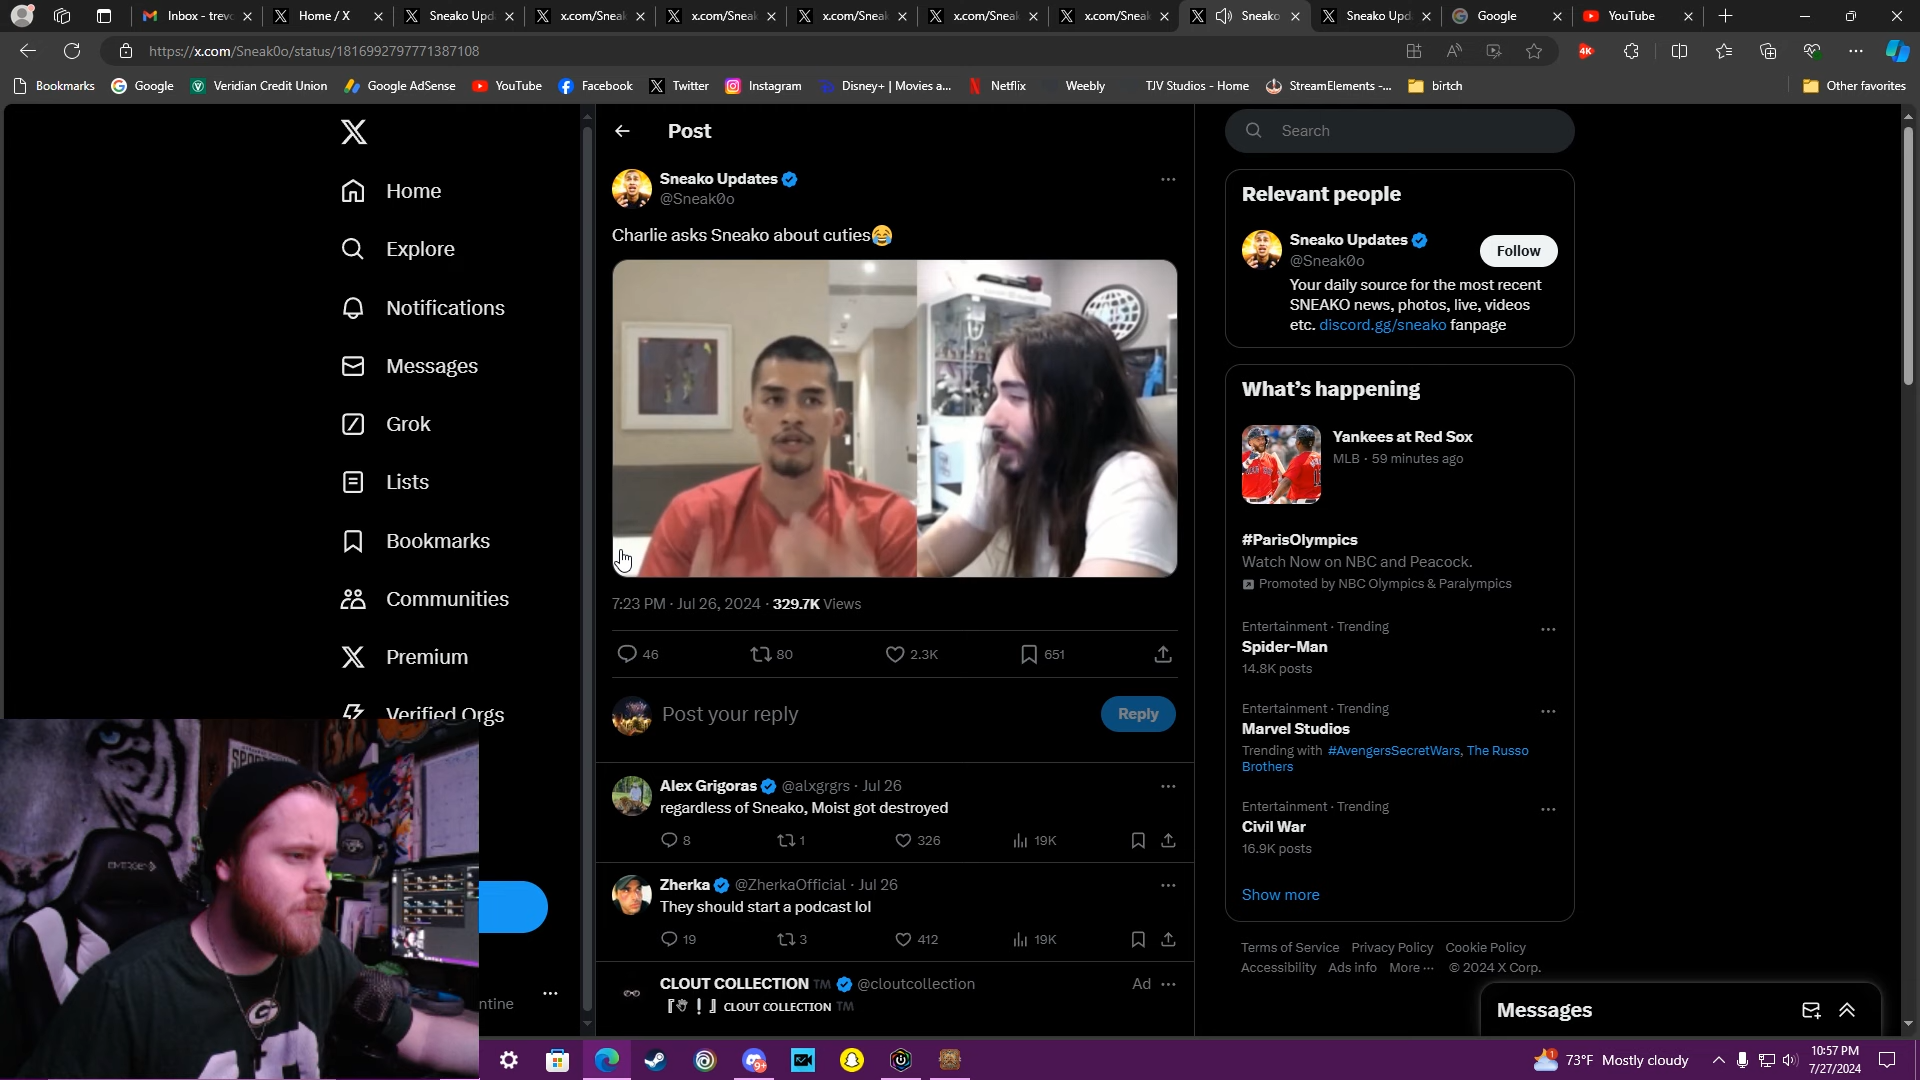 Inbox - trevo
Home / X
Sneako Upd
x.com/Sneak
x.com/Sneak
x.com/Sneak
x.com/Sneak
x.com/Sneak
Sneako
Sneako Upd
Google
YouTube
https://x.com/Sneak0o/status/1816992797771387108
4K
Bookmarks
Google
Veridian Credit Union
Google AdSense
YouTube
Facebook
Twitter
Instagram
Disney+ | Movies a...
Netflix
Weebly
TJV Studios - Home
StreamElements -...
birtch
Other favorites
Home
Explore
Notifications
Messages
Grok
Lists
Bookmarks
Communities
Premium
Verified Orgs
ntine
Post
Sneako Updates
@Sneak0o
Charlie asks Sneako about cuties😂
7:23 PM · Jul 26, 2024 · 329.7K Views
46
80
2.3K
651
Post your reply
Reply
Alex Grigoras @alxgrgrs · Jul 26
regardless of Sneako, Moist got destroyed
8
1
326
19K
Zherka @ZherkaOfficial · Jul 26
They should start a podcast lol
19
3
412
19K
CLOUT COLLECTION ™ @cloutcollection
Ad
CLOUT COLLECTION ™
Search
Relevant people
Sneako Updates
@Sneak0o
Follow
Your daily source for the most recent
SNEAKO news, photos, live, videos
etc. discord.gg/sneako fanpage
What's happening
Yankees at Red Sox
MLB · 59 minutes ago
#ParisOlympics
Watch Now on NBC and Peacock.
Promoted by NBC Olympics & Paralympics
Entertainment · Trending
Spider-Man
14.8K posts
Entertainment · Trending
Marvel Studios
Trending with #AvengersSecretWars, The Russo
Brothers
Entertainment · Trending
Civil War
16.9K posts
Show more
Terms of Service Privacy Policy Cookie Policy
Accessibility Ads info More ··· © 2024 X Corp.
Messages
9+
1
73°F Mostly cloudy
10:57 PM
7/27/2024